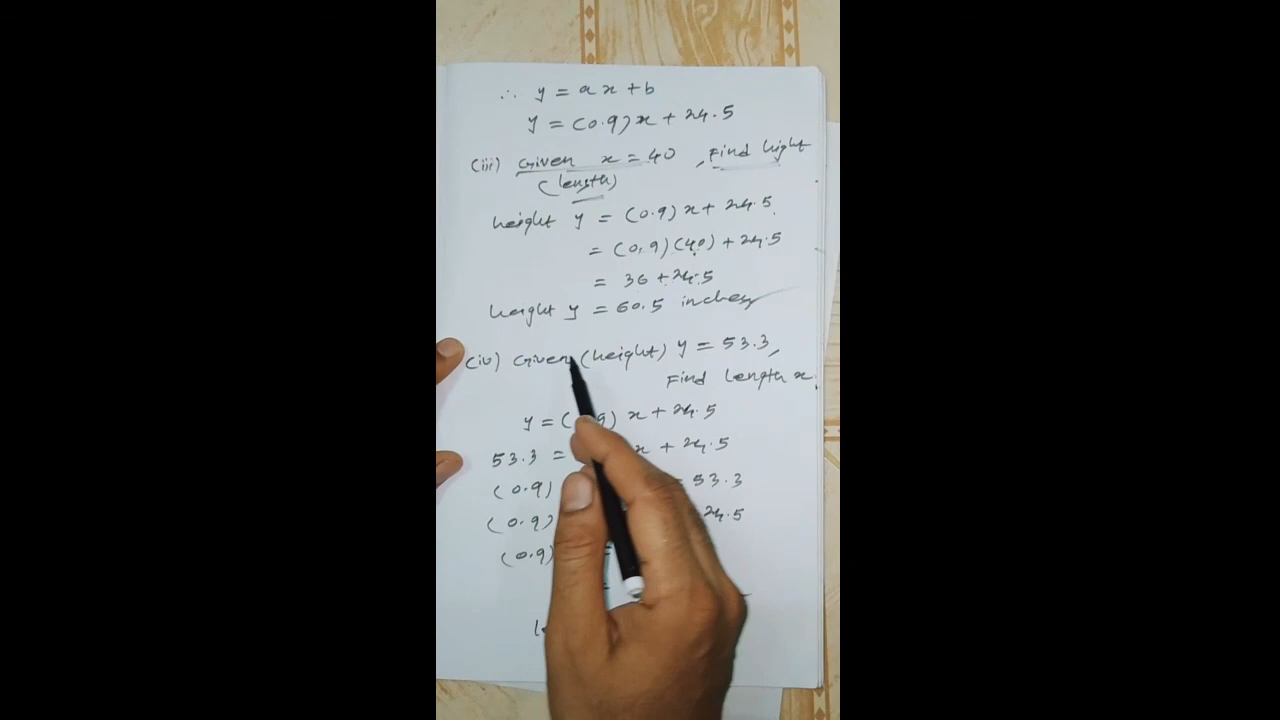 ∴ y = ax + b
y = (0.9)x + 24.5
(iii) Given x = 40 , Find hight
(length)
height y = (0.9) x + 24.5
= (0.9)(40) + 24.5
= 36 + 24.5
height y = 60.5 inches
(iv) Given (height) y = 53.3,
Find length x.
y = ( 9) x + 24.5
53.3 = x + 24.5
(0.9) = 53.3
(0.9) 24.5
(0.9) =
=